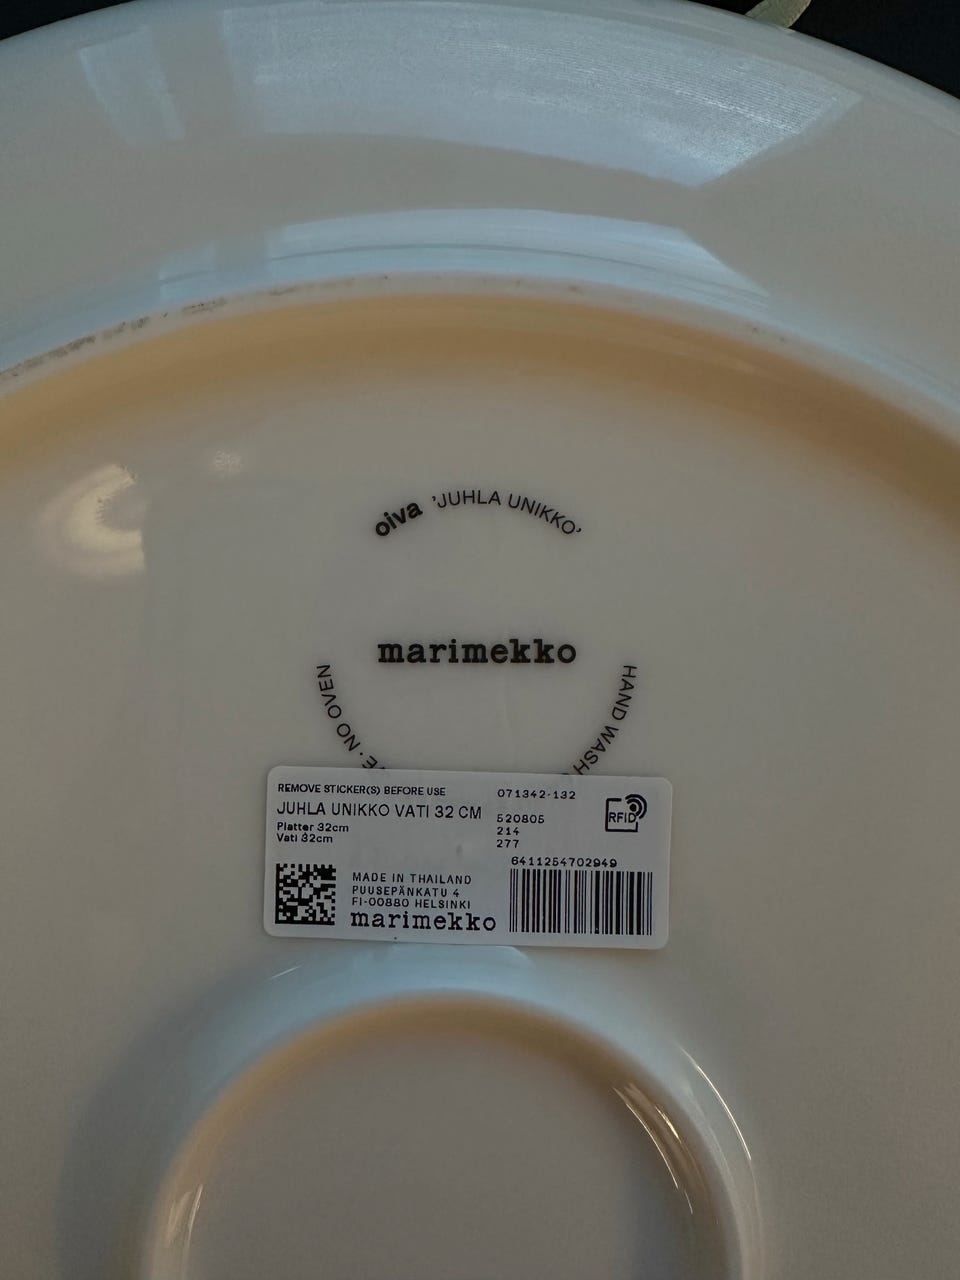 oiva 'JUHLA UNIKKO'
marimekko
HAND WASH
NO OVEN
REMOVE STICKER(S) BEFORE USE
JUHLA UNIKKO VATI 32 CM
Platter 32cm
Vati 32cm
071342-132
520805
214
277
RFID
6411254702949
MADE IN THAILAND
PUUSEPÄNKATU 4
FI-00880 HELSINKI
marimekko